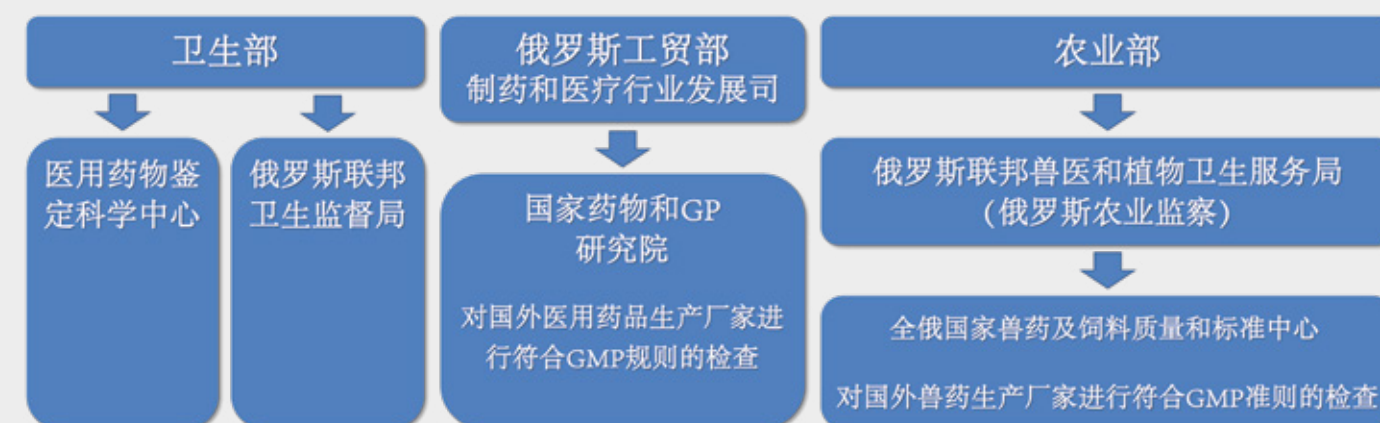 卫生部
医用药物鉴
定科学中心
俄罗斯联邦
卫生监督局
俄罗斯工贸部
制药和医疗行业发展司
国家药物和GP
研究院
对国外医用药品生产厂家进
行符合GMP规则的检查
农业部
俄罗斯联邦兽医和植物卫生服务局
(俄罗斯农业监察)
全俄国家兽药及饲料质量和标准中心
对国外兽药生产厂家进行符合GMP准则的检查